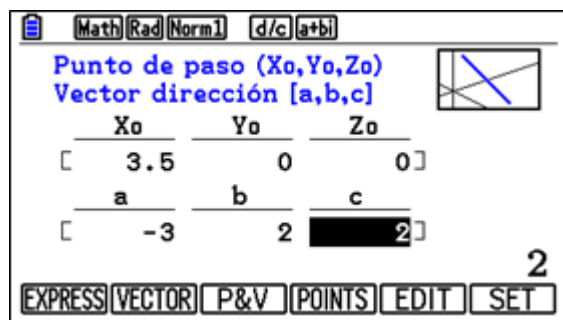 Math Rad Norm1 d/c a+bi
Punto de paso (Xo,Yo,Zo)
Vector dirección [a,b,c]
Xo Yo Zo
[ 3.5 0 0 ]
a b c
[ -3 2 2 ]
2
EXPRESS VECTOR P&V POINTS EDIT SET